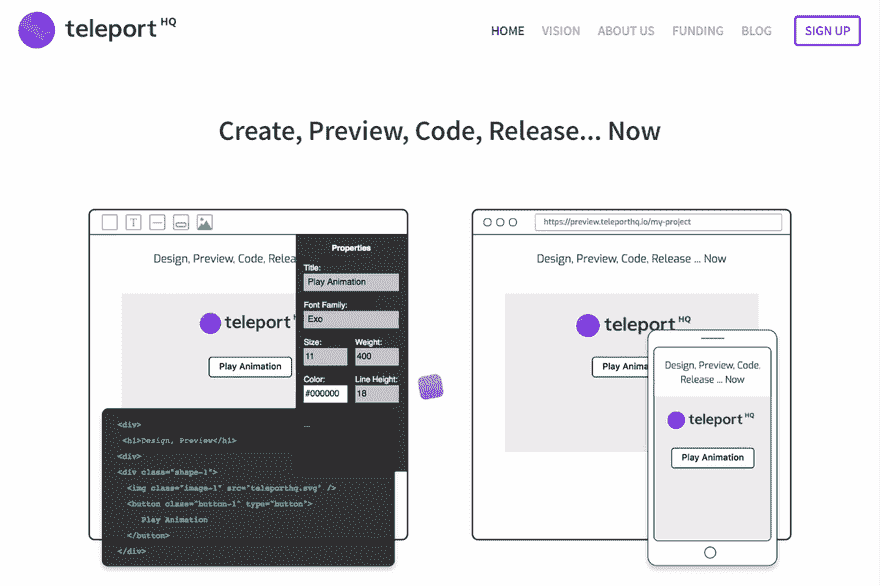 teleport HQ
HOME VISION ABOUT US FUNDING BLOG SIGN UP
Create, Preview, Code, Release... Now
T
Design, Preview, Code, Relea
teleport
Play Animation
Properties
Title:
Play Animation
Font Family:
Exo
Size: Weight:
11 400
Color: Line Height:
#000000 18
...
<div>
<h1>Design, Preview</h1>
<div>
<div class="shape-1">
<img class="image-1" src="teleporthq.svg" />
<button class="button-1" type="button">
Play Animation
</button>
</div>
https://preview.teleporthq.io/my-project
Design, Preview, Code, Release ... Now
teleport HQ
Play Anima
Design, Preview, Code,
Release ... Now
teleport HQ
Play Animation